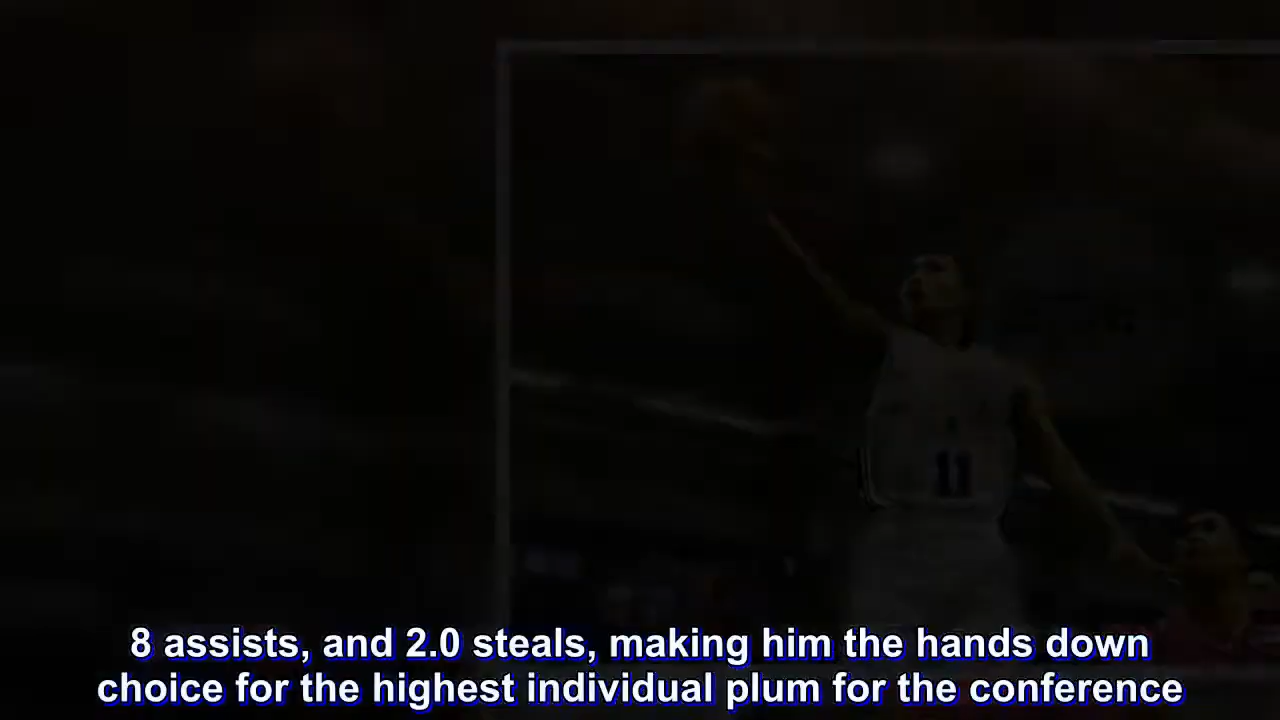 11
8 assists, and 2.0 steals, making him the hands down
choice for the highest individual plum for the conference